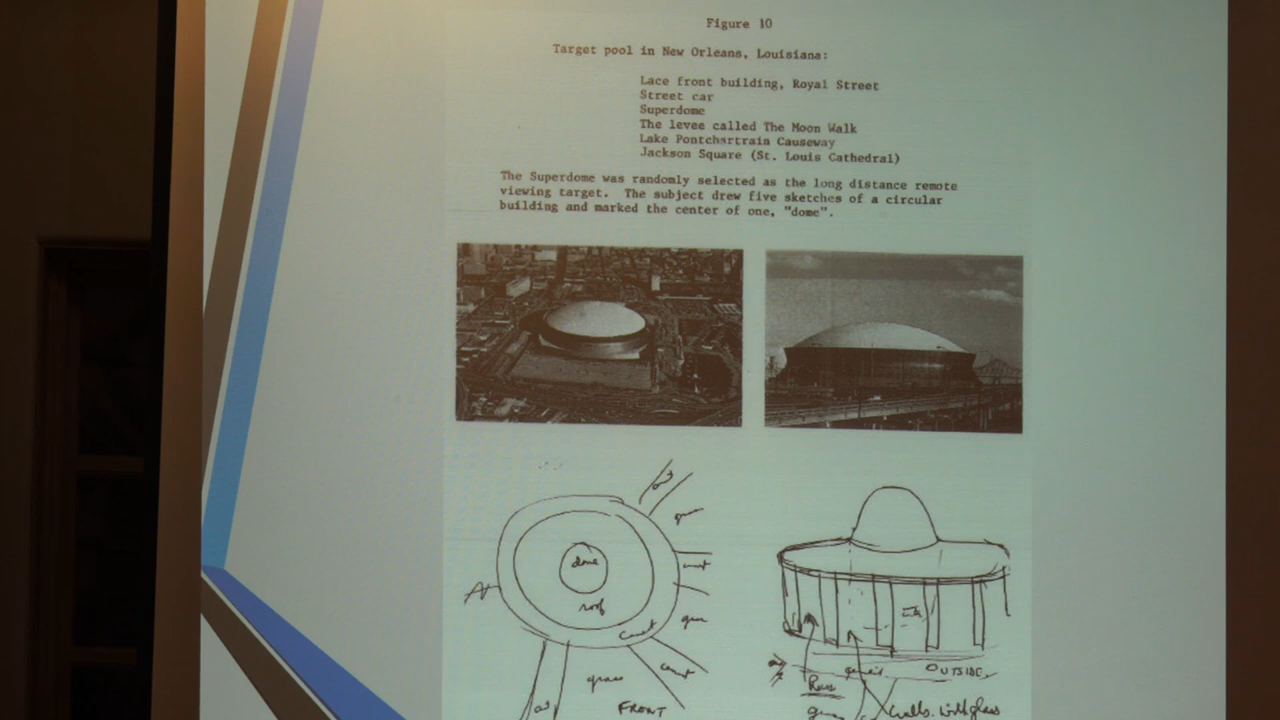 Figure 10
Target pool in New Orleans, Louisiana:
Lace front building, Royal Street
Street car
Superdome
The levee called The Moon Walk
Lake Pontchartrain Causeway
Jackson Square (St. Louis Cathedral)
The Superdome was randomly selected as the long distance remote
viewing target. The subject drew five sketches of a circular
building and marked the center of one, "dome".
dome
roof
grass
FRONT
OUTSIDE
walls. with glass